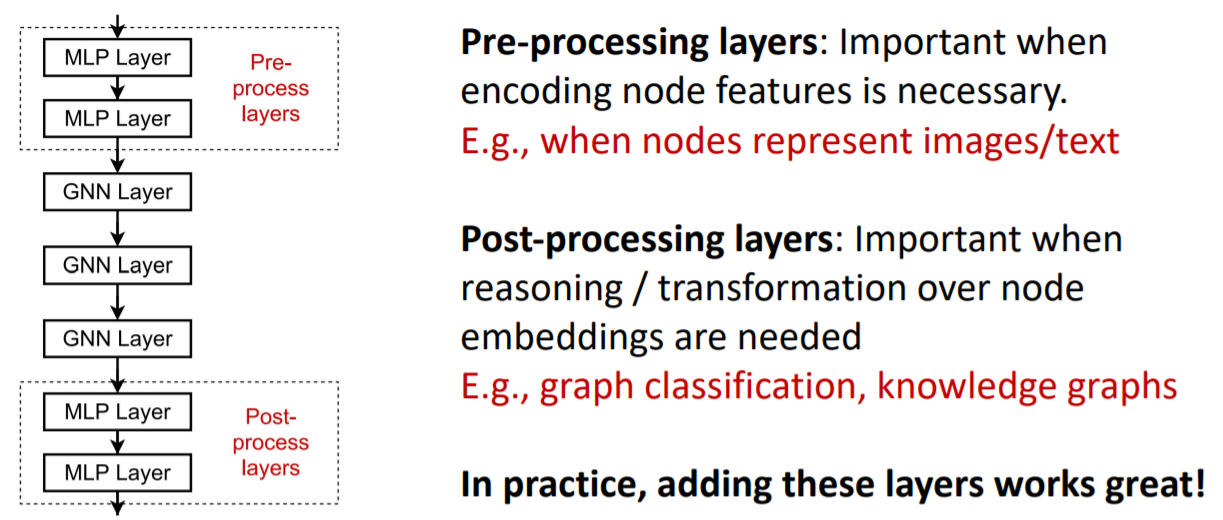 MLP Layer
MLP Layer
Pre-
process
layers
GNN Layer
GNN Layer
GNN Layer
MLP Layer
MLP Layer
Post-
process
layers
Pre-processing layers: Important when
encoding node features is necessary.
E.g., when nodes represent images/text
Post-processing layers: Important when
reasoning / transformation over node
embeddings are needed
E.g., graph classification, knowledge graphs
In practice, adding these layers works great!